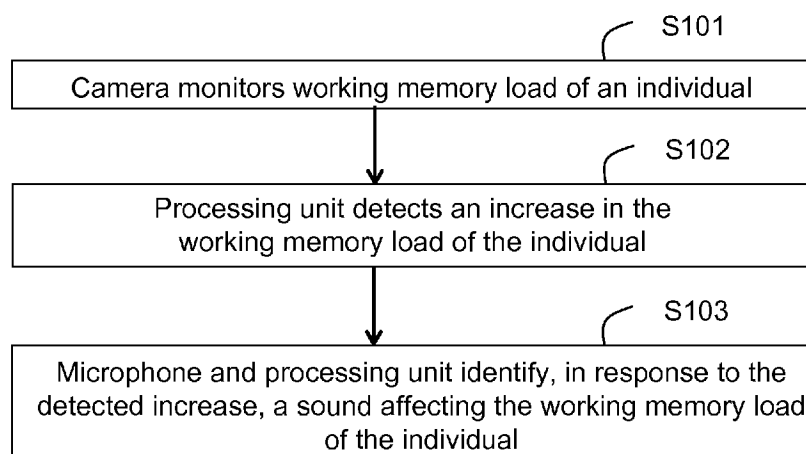 S101
Camera monitors working memory load of an individual
S102
Processing unit detects an increase in the
working memory load of the individual
S103
Microphone and processing unit identify, in response to the
detected increase, a sound affecting the working memory load
of the individual